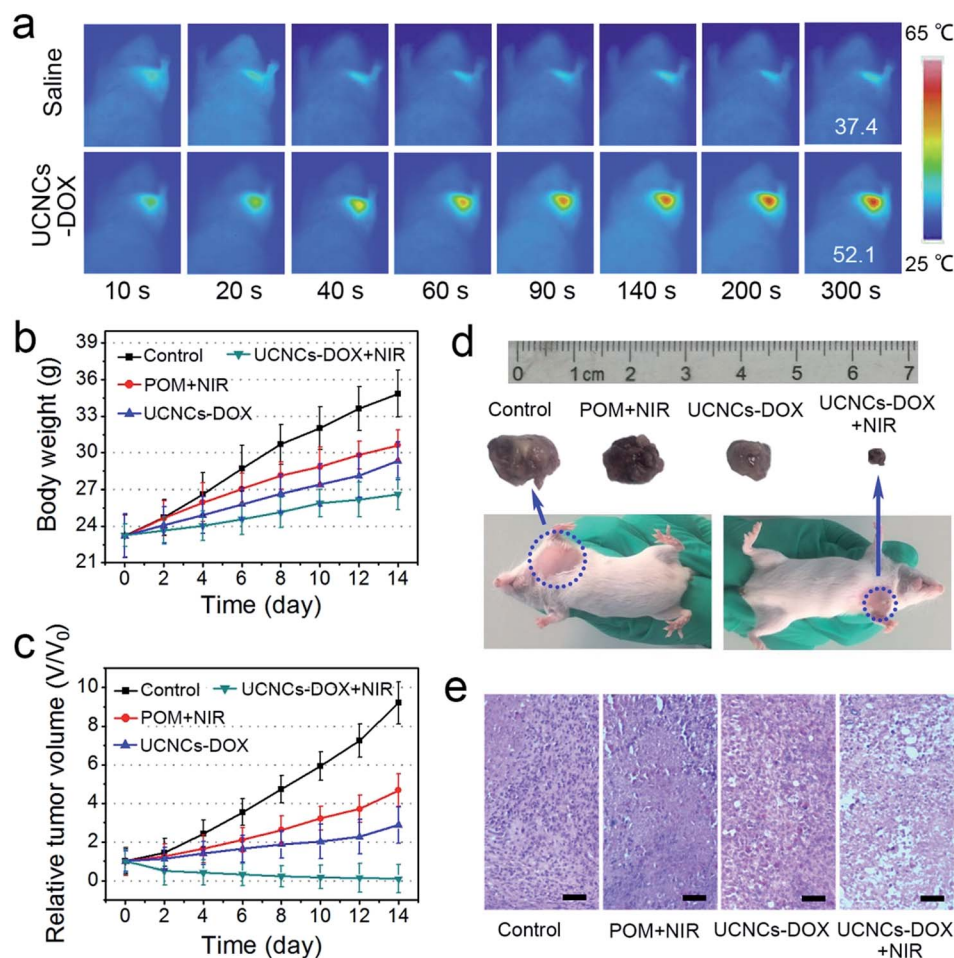 a
65 ℃
Saline
37.4
UCNCs
-DOX
52.1
25 ℃
10 s 20 s 40 s 60 s 90 s 140 s 200 s 300 s
b
Body weight (g)
39
36
33
30
27
24
21
Control UCNCs-DOX+NIR
POM+NIR
UCNCs-DOX
0 2 4 6 8 10 12 14
Time (day)
c
Relative tumor volume (V/V₀)
10
8
6
4
2
0
Control UCNCs-DOX+NIR
POM+NIR
UCNCs-DOX
0 2 4 6 8 10 12 14
Time (day)
d
0 1cm 2 3 4 5 6 7
Control POM+NIR UCNCs-DOX UCNCs-DOX
+NIR
e
Control POM+NIR UCNCs-DOX UCNCs-DOX
+NIR